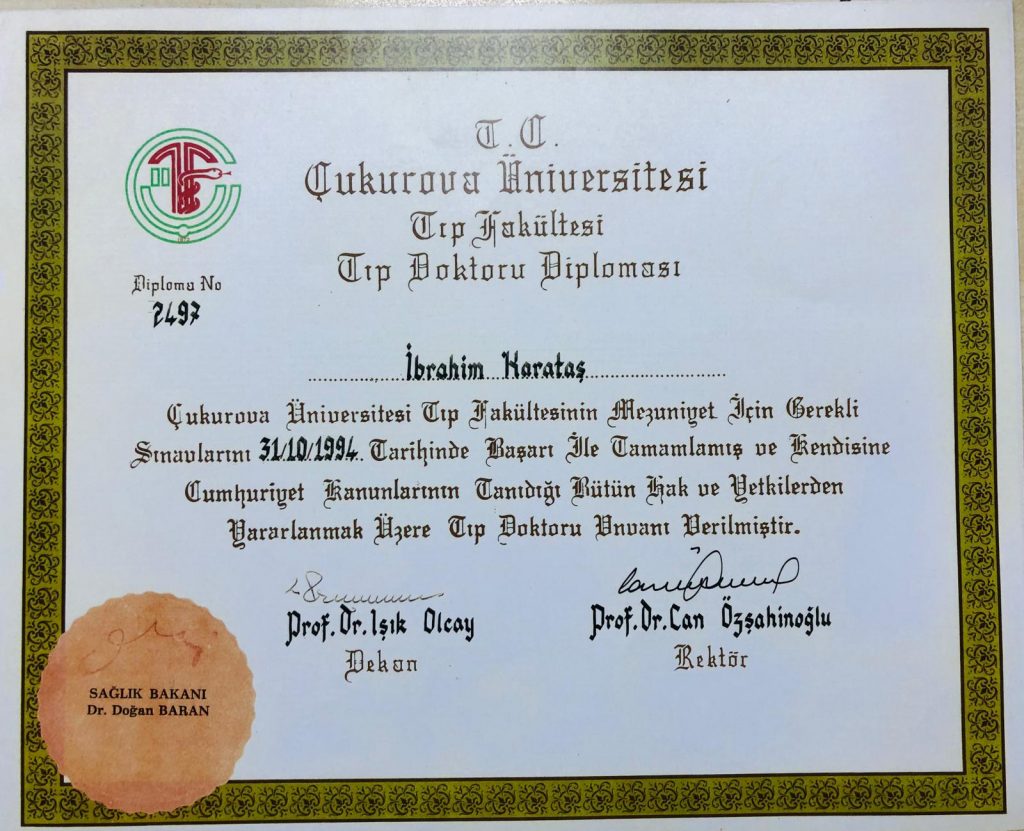 T.C.
Çukurova Üniversitesi
Tıp Fakültesi
Tıp Doktoru Diploması
Diploma No
2497
İbrahim Karataş
Çukurova Üniversitesi Tıp Fakültesinin Mezuniyet İçin Gerekli
Sınavlarını 31/10/1994 Tarihinde Başarı İle Tamamlamış ve Kendisine
Cumhuriyet Kanunlarının Tanıdığı Bütün Hak ve Yetkilerden
Yararlanmak Üzere Tıp Doktoru Unvanı Verilmiştir.
Prof.Dr.Işık Olcay
Dekan
Prof.Dr.Can Özşahinoğlu
Rektör
SAĞLIK BAKANI
Dr. Doğan BARAN